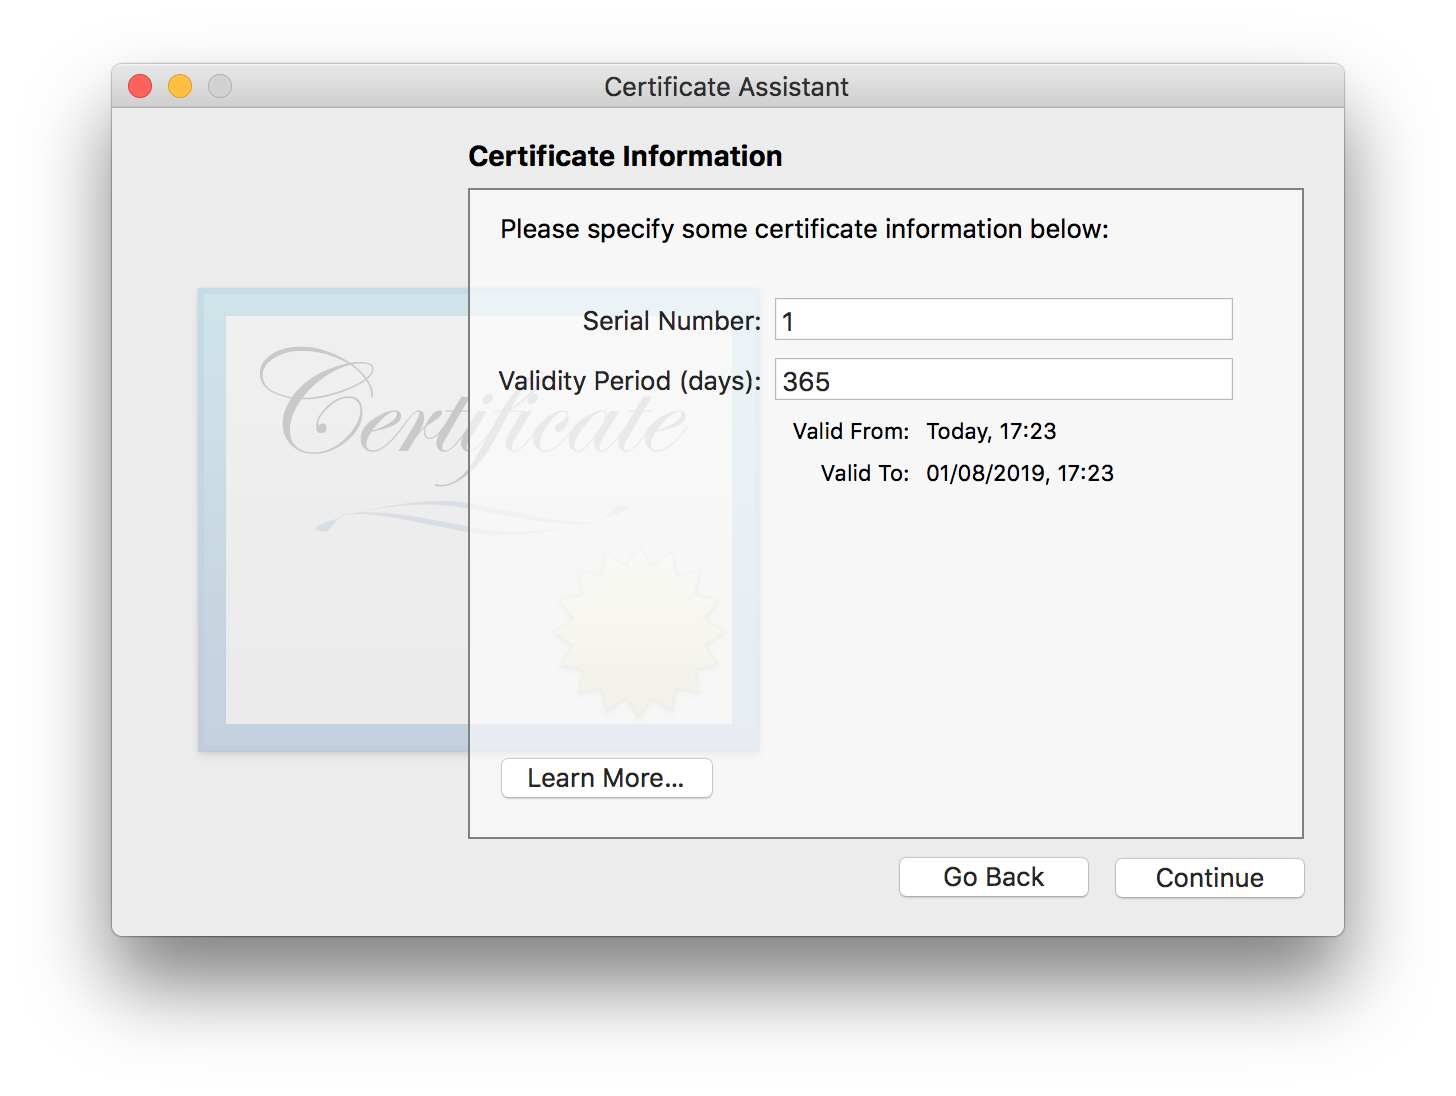 Certificate Assistant
Certificate Information
Please specify some certificate information below:
Serial Number: 1
Validity Period (days): 365
Certificate
Valid From: Today, 17:23
Valid To: 01/08/2019, 17:23
Learn More...
Go Back Continue